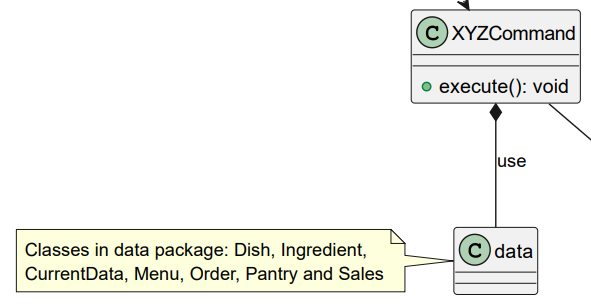 C XYZCommand
execute(): void
use
Classes in data package: Dish, Ingredient,
CurrentData, Menu, Order, Pantry and Sales
C data